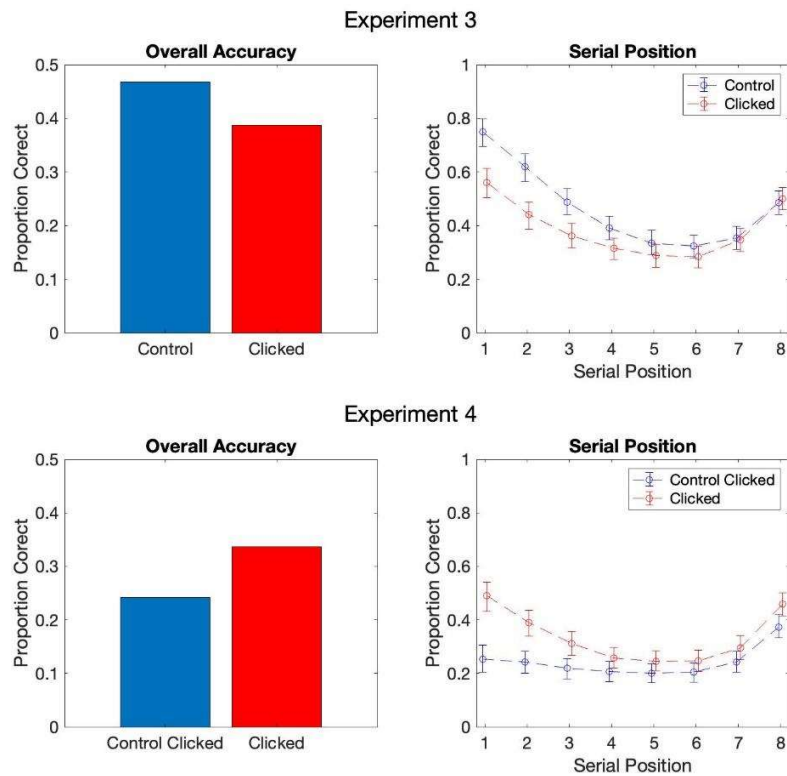 Experiment 3
Overall Accuracy
Proportion Corect
0.5
0.4
0.3
0.2
0.1
0
Control Clicked
Serial Position
Proportion Corect
1
0.8
0.6
0.4
0.2
0
Control
Clicked
1 2 3 4 5 6 7 8
Serial Position
Experiment 4
Overall Accuracy
Proportion Corect
0.5
0.4
0.3
0.2
0.1
0
Control Clicked Clicked
Serial Position
Proportion Corect
1
0.8
0.6
0.4
0.2
0
Control Clicked
Clicked
1 2 3 4 5 6 7 8
Serial Position